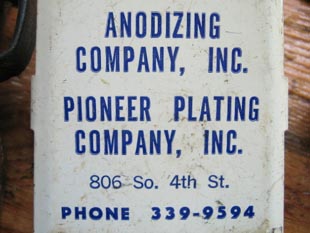 ANODIZING
COMPANY, INC.
PIONEER PLATING
COMPANY, INC.
806 So. 4th St.
PHONE 339-9594